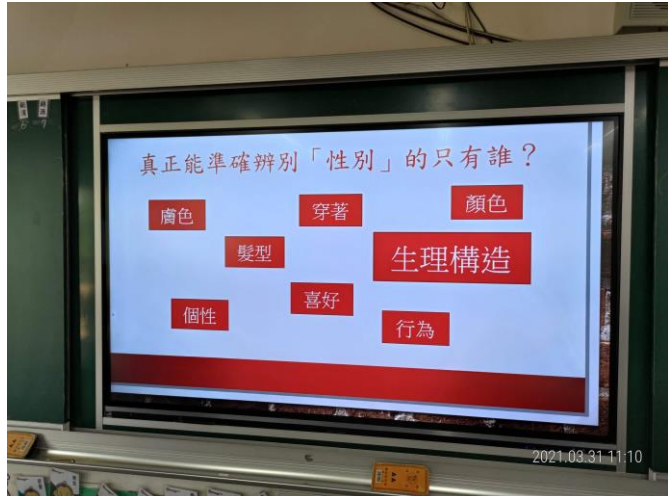 真正能準確辨別「性別」的只有誰？
膚色
穿著
顏色
髮型
生理構造
個性
喜好
行為
2021.03.31 11:10